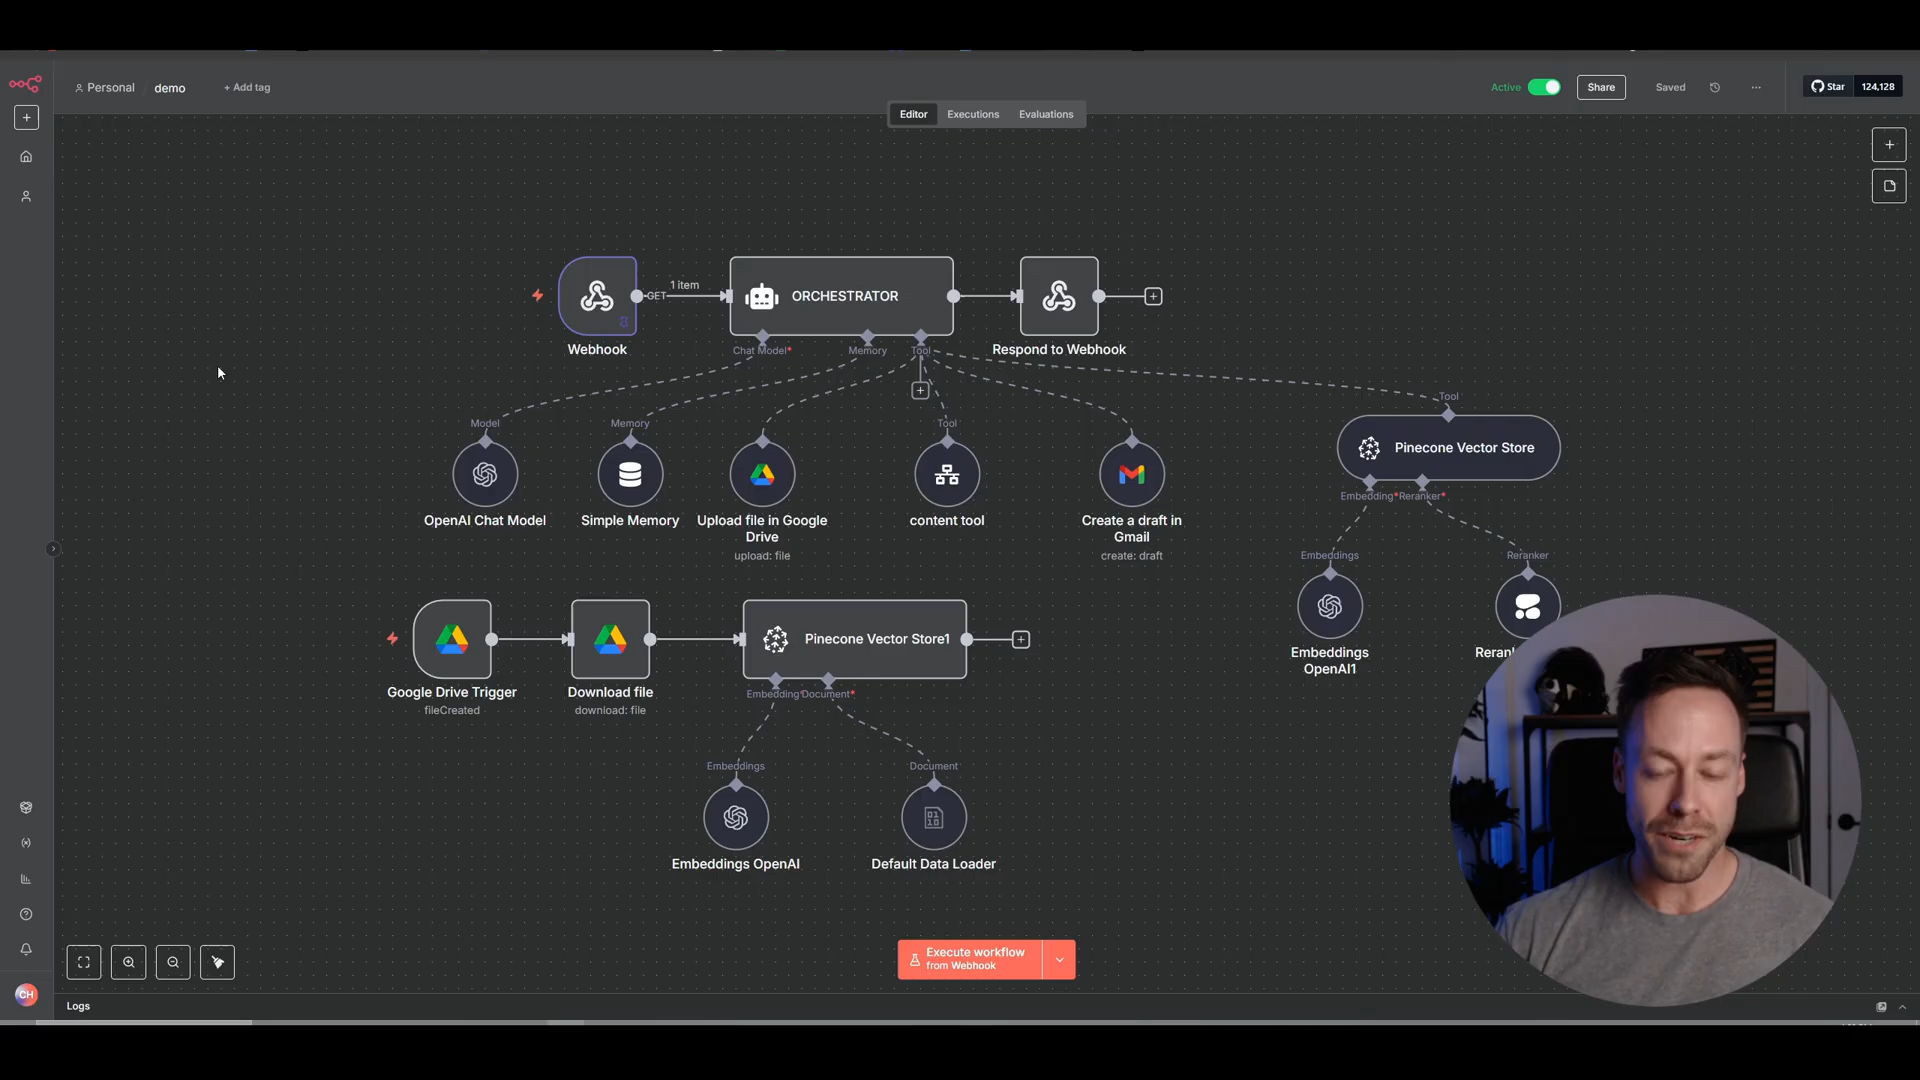 Personal / demo + Add tag
Active Share Saved ... Star 124,128
Editor Executions Evaluations
GET 1 item
ORCHESTRATOR
Webhook
Chat Model* Memory Tool
Respond to Webhook
Tool
Model Memory Tool
Pinecone Vector Store
Embedding* Reranker*
OpenAI Chat Model
Simple Memory
Upload file in Google
Drive
upload: file
content tool
Create a draft in
Gmail
create: draft
Embeddings Reranker
Embeddings
OpenAI1
Pinecone Vector Store1
Google Drive Trigger
fileCreated
Download file
download: file
Embedding* Document*
Embeddings Document
Embeddings OpenAI
Default Data Loader
Execute workflow
from Webhook
CH
Logs